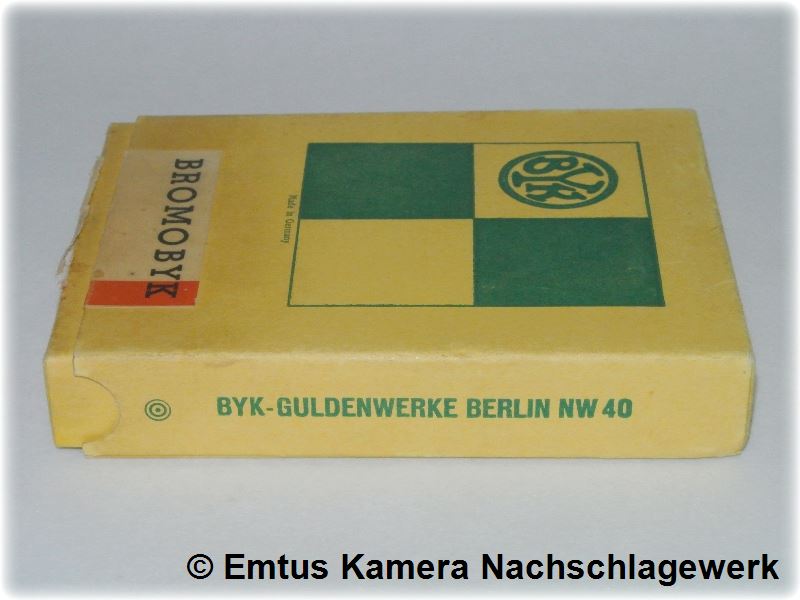 BROMOBYK
BYK
Made in Germany
BYK-GULDENWERKE BERLIN NW 40
© Emtus Kamera Nachschlagewerk